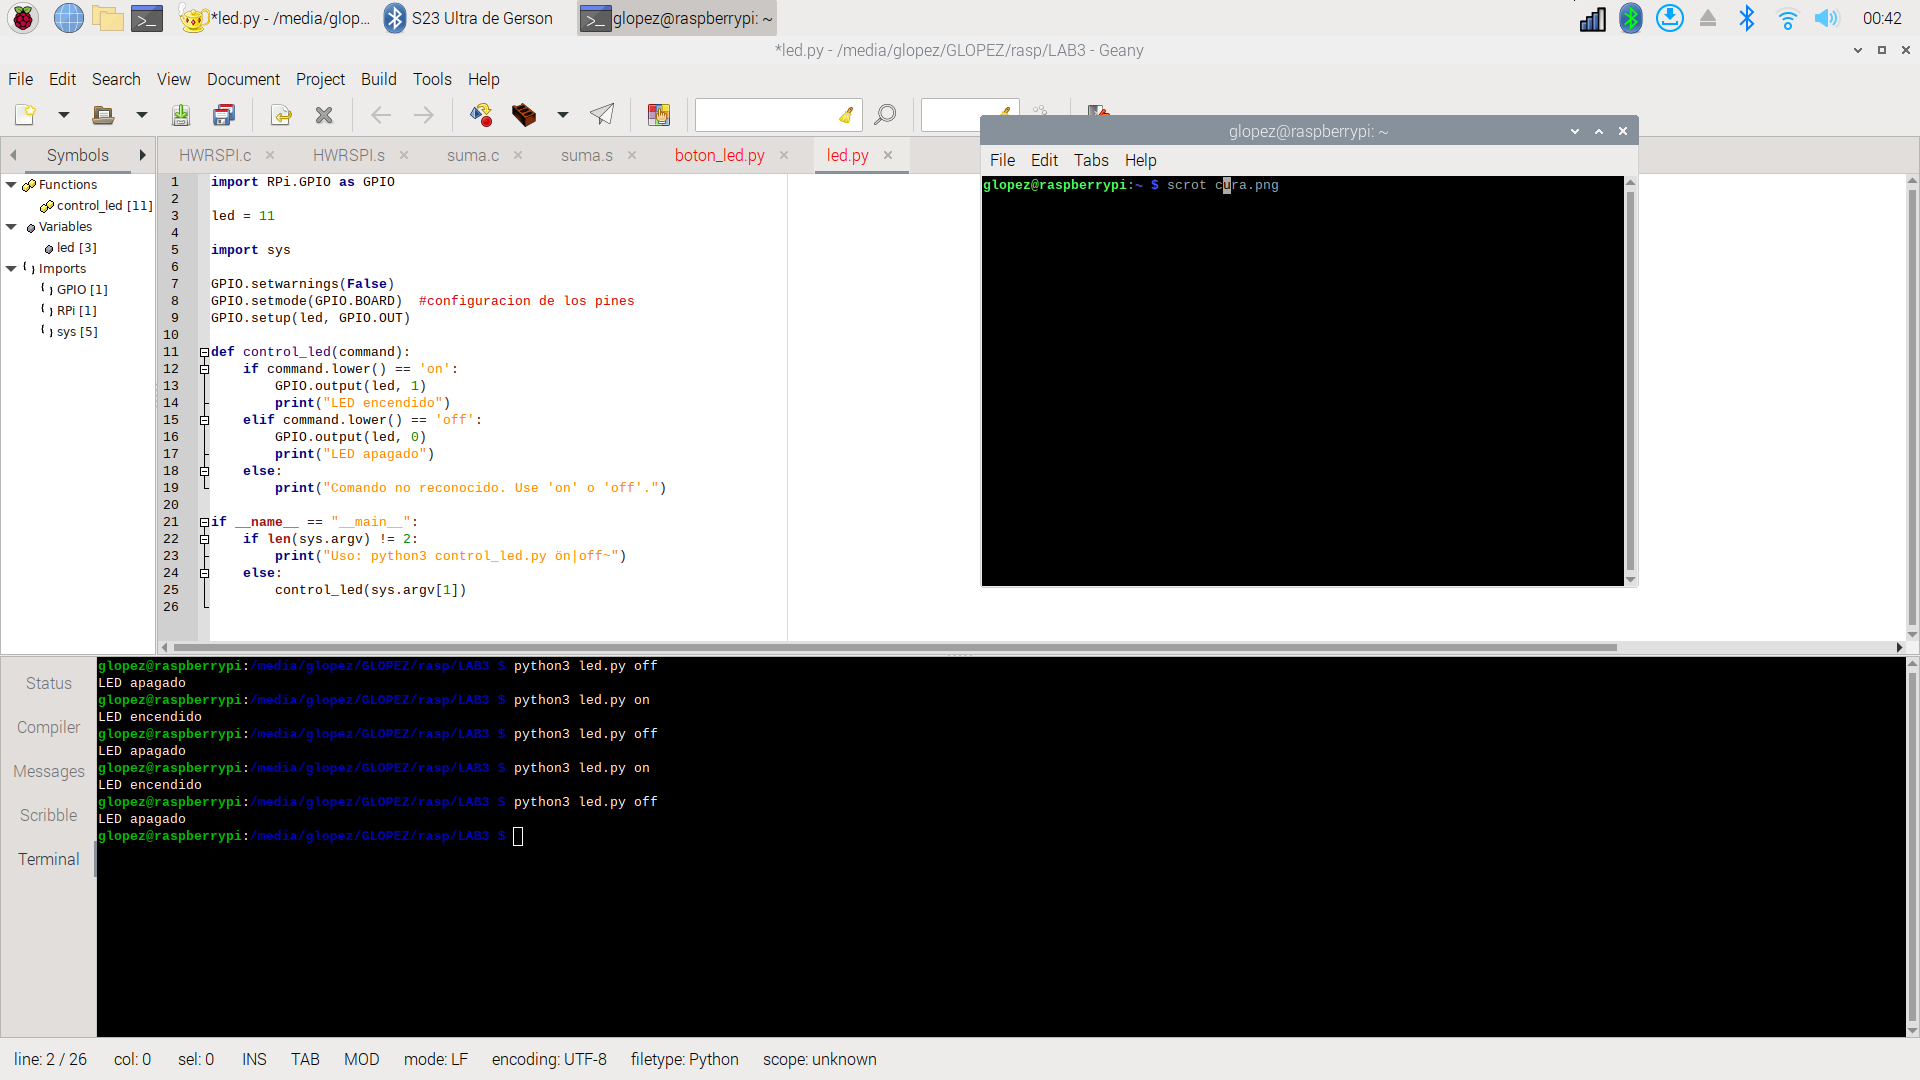 *led.py - /media/glop...
S23 Ultra de Gerson
glopez@raspberrypi: ~
00:42
*led.py - /media/glopez/GLOPEZ/rasp/LAB3 - Geany
File Edit Search View Document Project Build Tools Help
Symbols
HWRSPI.c
HWRSPI.s
suma.c
suma.s
boton_led.py
led.py
Functions
control_led [11]
Variables
led [3]
Imports
GPIO [1]
RPi [1]
sys [5]
1 import RPi.GPIO as GPIO
2
3 led = 11
4
5 import sys
6
7 GPIO.setwarnings(False)
8 GPIO.setmode(GPIO.BOARD)  #configuracion de los pines
9 GPIO.setup(led, GPIO.OUT)
10
11 def control_led(command):
12     if command.lower() == 'on':
13         GPIO.output(led, 1)
14         print("LED encendido")
15     elif command.lower() == 'off':
16         GPIO.output(led, 0)
17         print("LED apagado")
18     else:
19         print("Comando no reconocido. Use 'on' o 'off'.")
20
21 if __name__ == "__main__":
22     if len(sys.argv) != 2:
23         print("Uso: python3 control_led.py ön|off~")
24     else:
25         control_led(sys.argv[1])
26
glopez@raspberrypi: ~
File Edit Tabs Help
glopez@raspberrypi:~ $ scrot cura.png
Status
Compiler
Messages
Scribble
Terminal
glopez@raspberrypi:/media/glopez/GLOPEZ/rasp/LAB3 $ python3 led.py off
LED apagado
glopez@raspberrypi:/media/glopez/GLOPEZ/rasp/LAB3 $ python3 led.py on
LED encendido
glopez@raspberrypi:/media/glopez/GLOPEZ/rasp/LAB3 $ python3 led.py off
LED apagado
glopez@raspberrypi:/media/glopez/GLOPEZ/rasp/LAB3 $ python3 led.py on
LED encendido
glopez@raspberrypi:/media/glopez/GLOPEZ/rasp/LAB3 $ python3 led.py off
LED apagado
glopez@raspberrypi:/media/glopez/GLOPEZ/rasp/LAB3 $
line: 2 / 26 col: 0 sel: 0 INS TAB MOD mode: LF encoding: UTF-8 filetype: Python scope: unknown